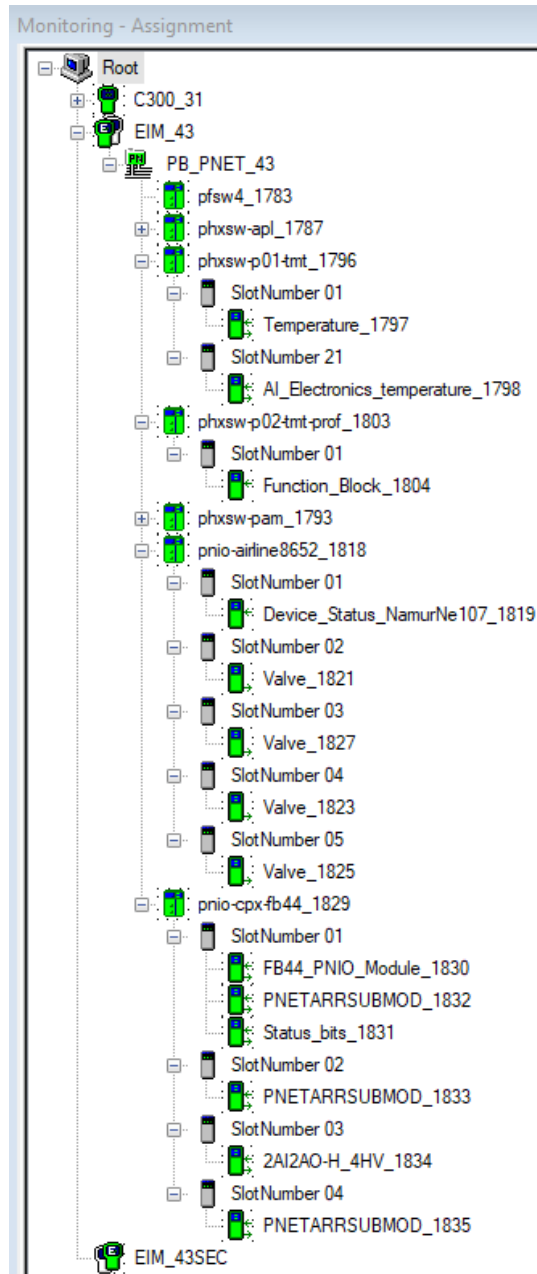 Monitoring - Assignment
Root
C300_31
EIM_43
PB_PNET_43
pfsw4_1783
phxsw-apl_1787
phxsw-p01-tmt_1796
SlotNumber 01
Temperature_1797
SlotNumber 21
AI_Electronics_temperature_1798
phxsw-p02-tmt-prof_1803
SlotNumber 01
Function_Block_1804
phxsw-pam_1793
pnio-airline8652_1818
SlotNumber 01
Device_Status_NamurNe107_1819
SlotNumber 02
Valve_1821
SlotNumber 03
Valve_1827
SlotNumber 04
Valve_1823
SlotNumber 05
Valve_1825
pnio-cpx-fb44_1829
SlotNumber 01
FB44_PNIO_Module_1830
PNETARRSUBMOD_1832
Status_bits_1831
SlotNumber 02
PNETARRSUBMOD_1833
SlotNumber 03
2AI2AO-H_4HV_1834
SlotNumber 04
PNETARRSUBMOD_1835
EIM_43SEC